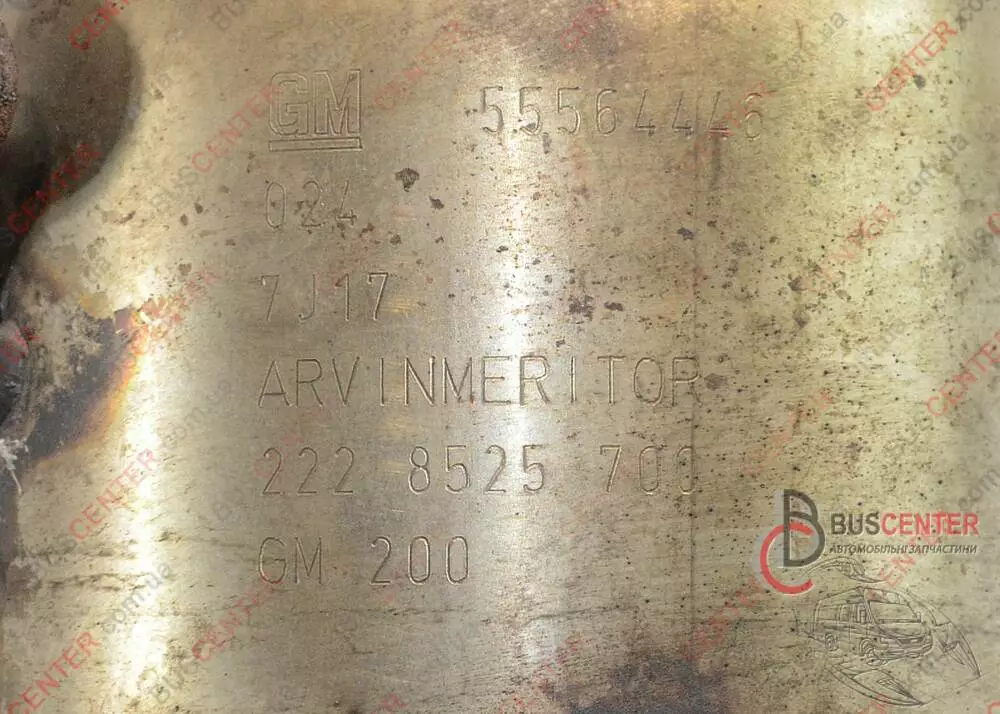 GM 55564446
024
7J17
ARVINMERITOR
222 8525 700
GM 200
BUSCENTER
АВТОМОБІЛЬНІ ЗАПЧАСТИНИ